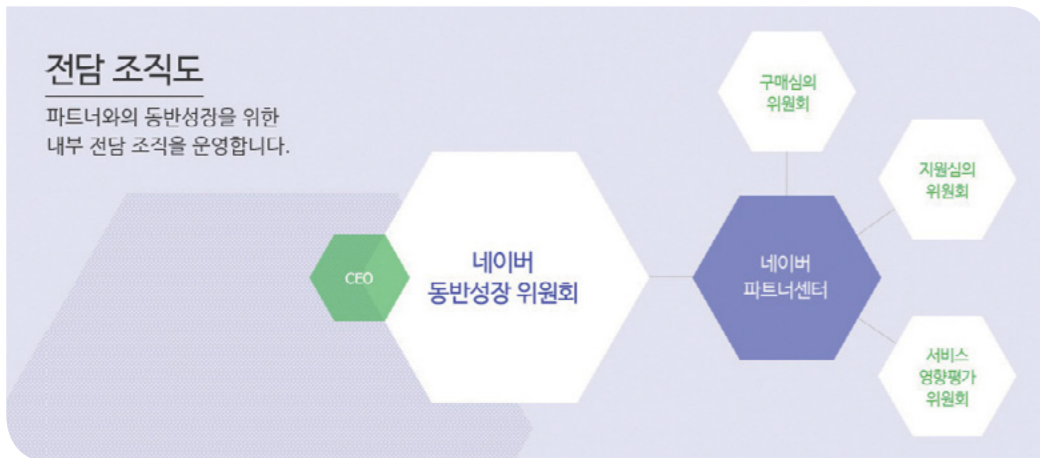 전담 조직도
파트너와의 동반성장을 위한
내부 전담 조직을 운영합니다.
CEO
네이버
동반성장 위원회
네이버
파트너센터
구매심의
위원회
지원심의
위원회
서비스
영향평가
위원회